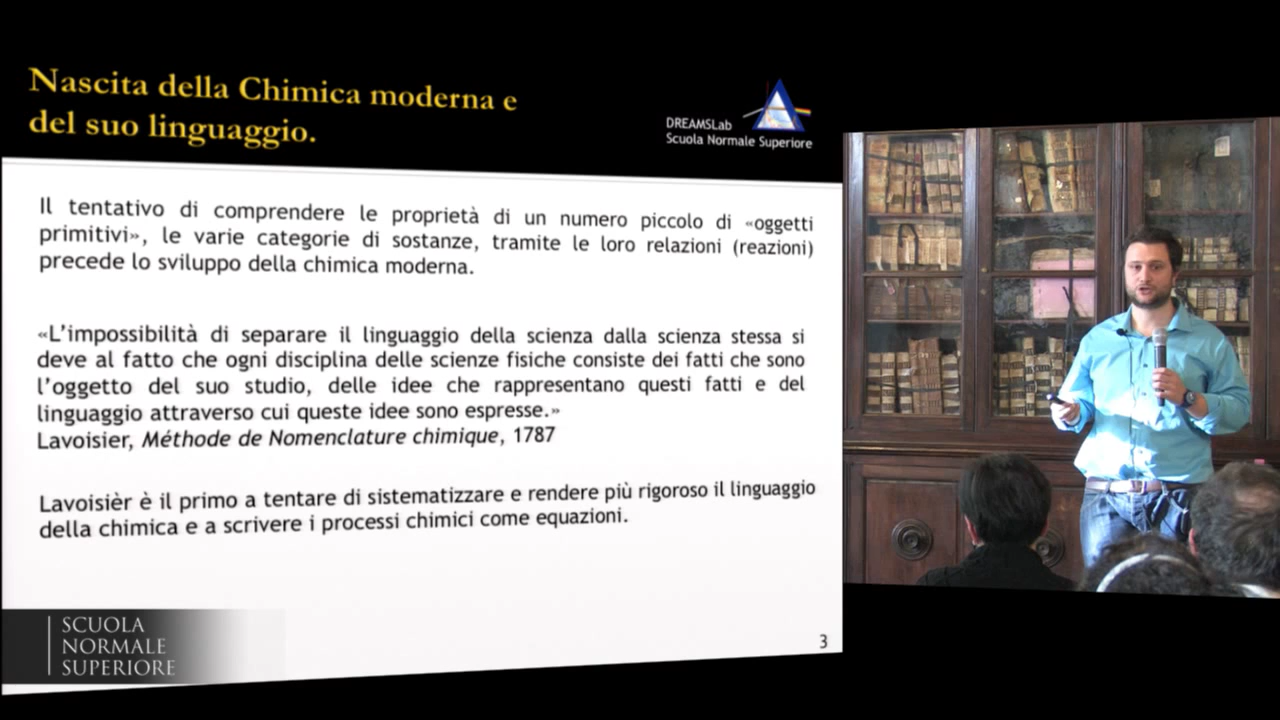 Nascita della Chimica moderna e
del suo linguaggio.
DREAMSLab
Scuola Normale Superiore
Il tentativo di comprendere le proprietà di un numero piccolo di «oggetti
primitivi», le varie categorie di sostanze, tramite le loro relazioni (reazioni)
precede lo sviluppo della chimica moderna.
«L'impossibilità di separare il linguaggio della scienza dalla scienza stessa si
deve al fatto che ogni disciplina delle scienze fisiche consiste dei fatti che sono
l'oggetto del suo studio, delle idee che rappresentano questi fatti e del
linguaggio attraverso cui queste idee sono espresse.»
Lavoisier, Méthode de Nomenclature chimique, 1787
Lavoisièr è il primo a tentare di sistematizzare e rendere più rigoroso il linguaggio
della chimica e a scrivere i processi chimici come equazioni.
3
SCUOLA
NORMALE
SUPERIORE